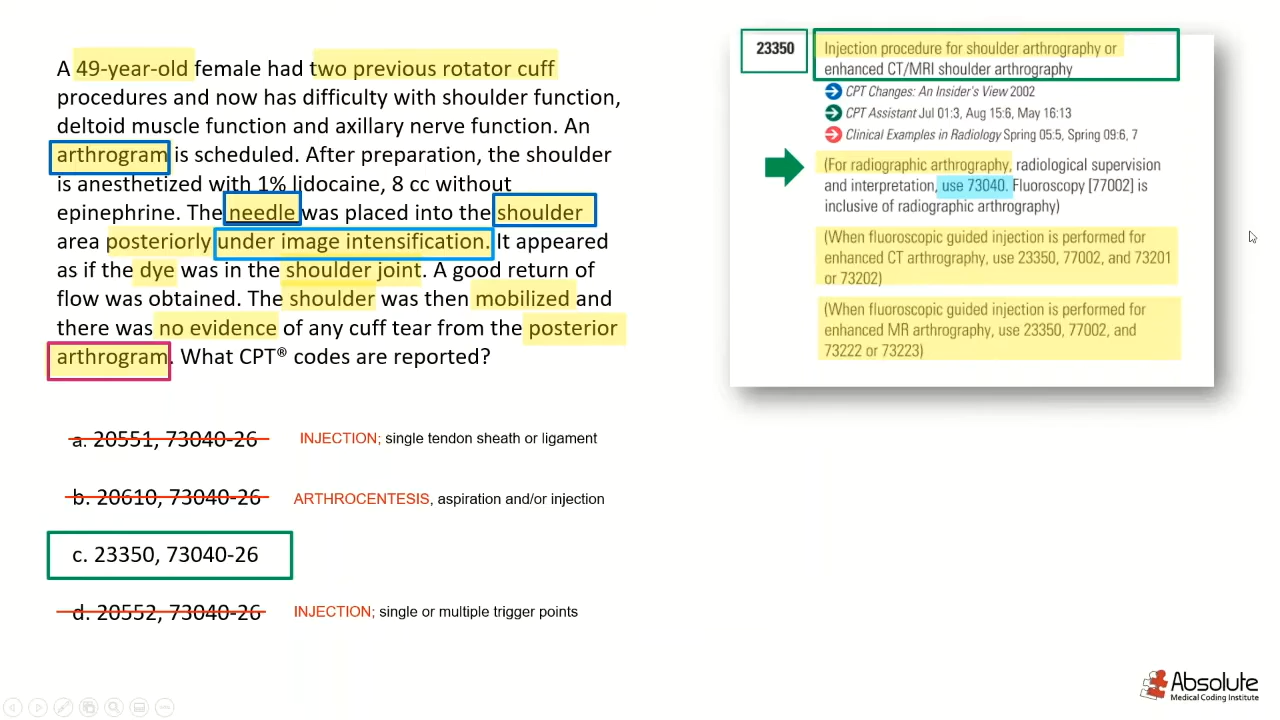 A 49-year-old female had two previous rotator cuff
procedures and now has difficulty with shoulder function,
deltoid muscle function and axillary nerve function. An
arthrogram is scheduled. After preparation, the shoulder
is anesthetized with 1% lidocaine, 8 cc without
epinephrine. The needle was placed into the shoulder
area posteriorly under image intensification. It appeared
as if the dye was in the shoulder joint. A good return of
flow was obtained. The shoulder was then mobilized and
there was no evidence of any cuff tear from the posterior
arthrogram. What CPT® codes are reported?
a. 20551, 73040-26
INJECTION; single tendon sheath or ligament
b. 20610, 73040-26
ARTHROCENTESIS, aspiration and/or injection
c. 23350, 73040-26
d. 20552, 73040-26
INJECTION; single or multiple trigger points
23350
Injection procedure for shoulder arthrography or
enhanced CT/MRI shoulder arthrography
CPT Changes: An Insider's View 2002
CPT Assistant Jul 01:3, Aug 15:6, May 16:13
Clinical Examples in Radiology Spring 05:5, Spring 09:6, 7
(For radiographic arthrography, radiological supervision
and interpretation, use 73040. Fluoroscopy [77002] is
inclusive of radiographic arthrography)
(When fluoroscopic guided injection is performed for
enhanced CT arthrography, use 23350, 77002, and 73201
or 73202)
(When fluoroscopic guided injection is performed for
enhanced MR arthrography, use 23350, 77002, and
73222 or 73223)
Absolute
Medical Coding Institute